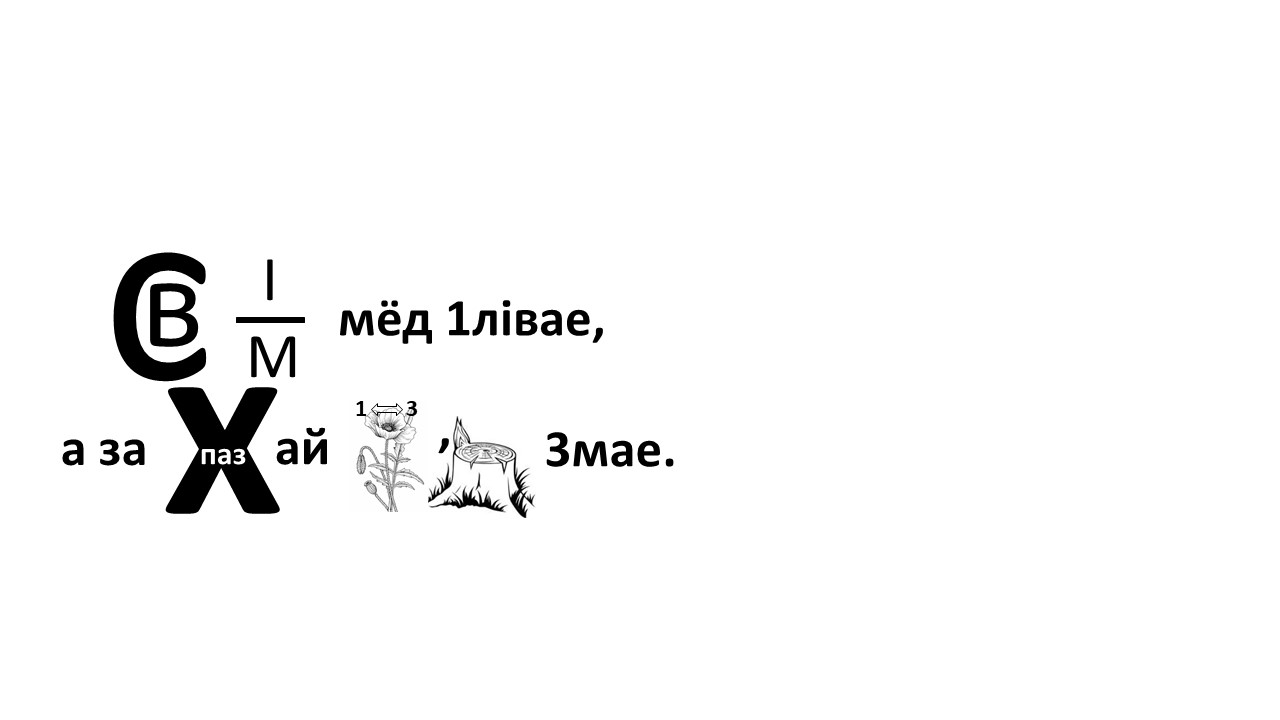 С В І М мёд 1лівае,
а за Х паз ай 1 3 , 3мае.